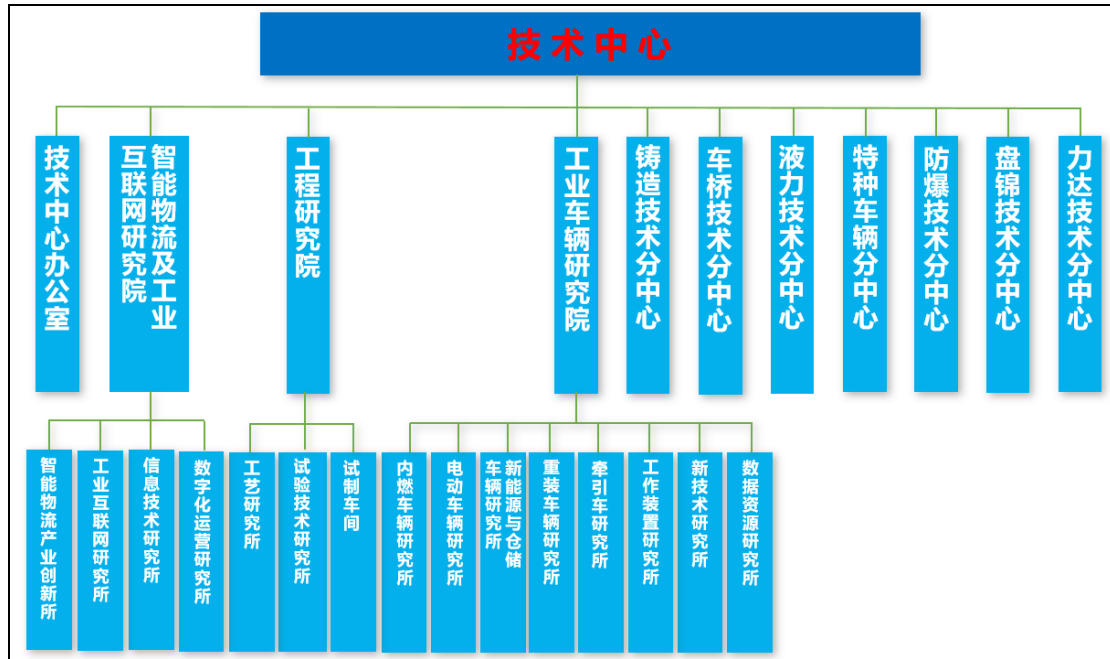 技术中心
技术中心办公室
智能物流及工业
互联网研究院
工程研究院
工业车辆研究院
铸造技术分中心
车桥技术分中心
液力技术分中心
特种车辆分中心
防爆技术分中心
盘锦技术分中心
力达技术分中心
智能物流产业创新所
工业互联网研究所
信息技术研究所
数字化运营研究所
工艺研究所
试验技术研究所
试制车间
内燃车辆研究所
电动车辆研究所
新能源与仓储
车辆研究所
重装车辆研究所
牵引车研究所
工作装置研究所
新技术研究所
数据资源研究所